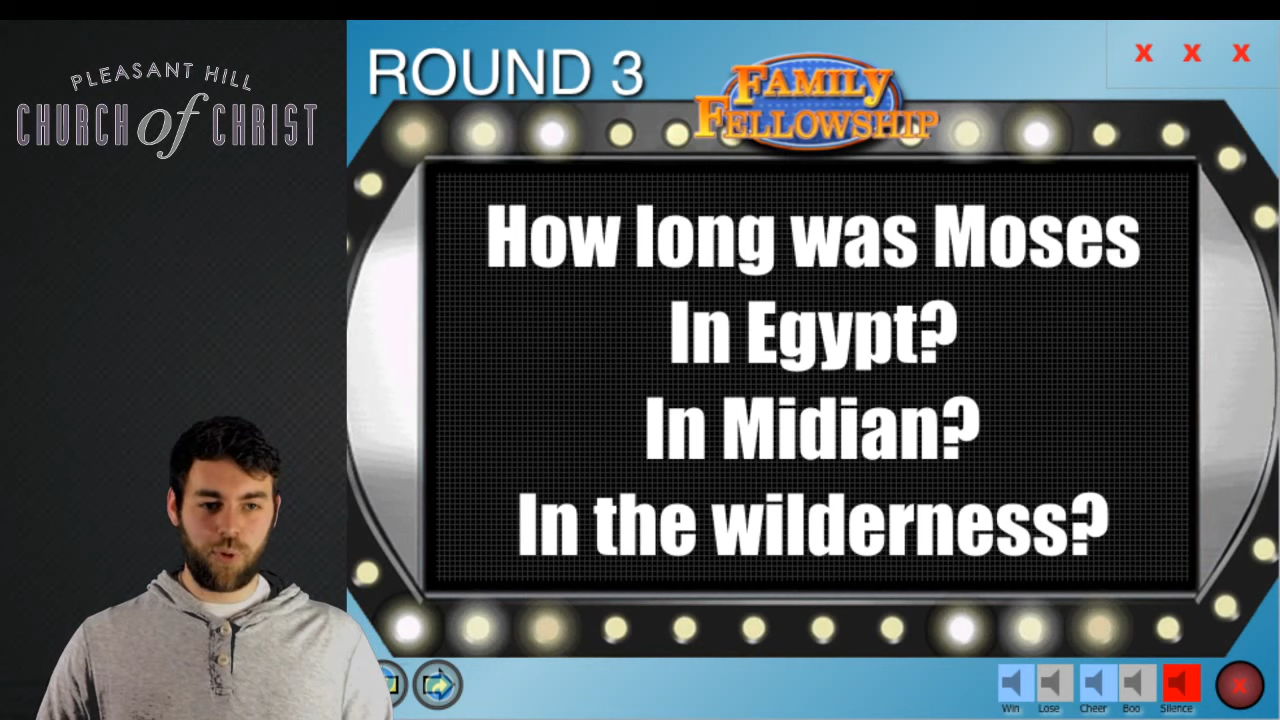 PLEASANT HILL
CHURCH of CHRIST
ROUND 3
FAMILY
FELLOWSHIP
X X X
How long was Moses
In Egypt?
In Midian?
In the wilderness?
Win Lose Cheer Boo Silence
X